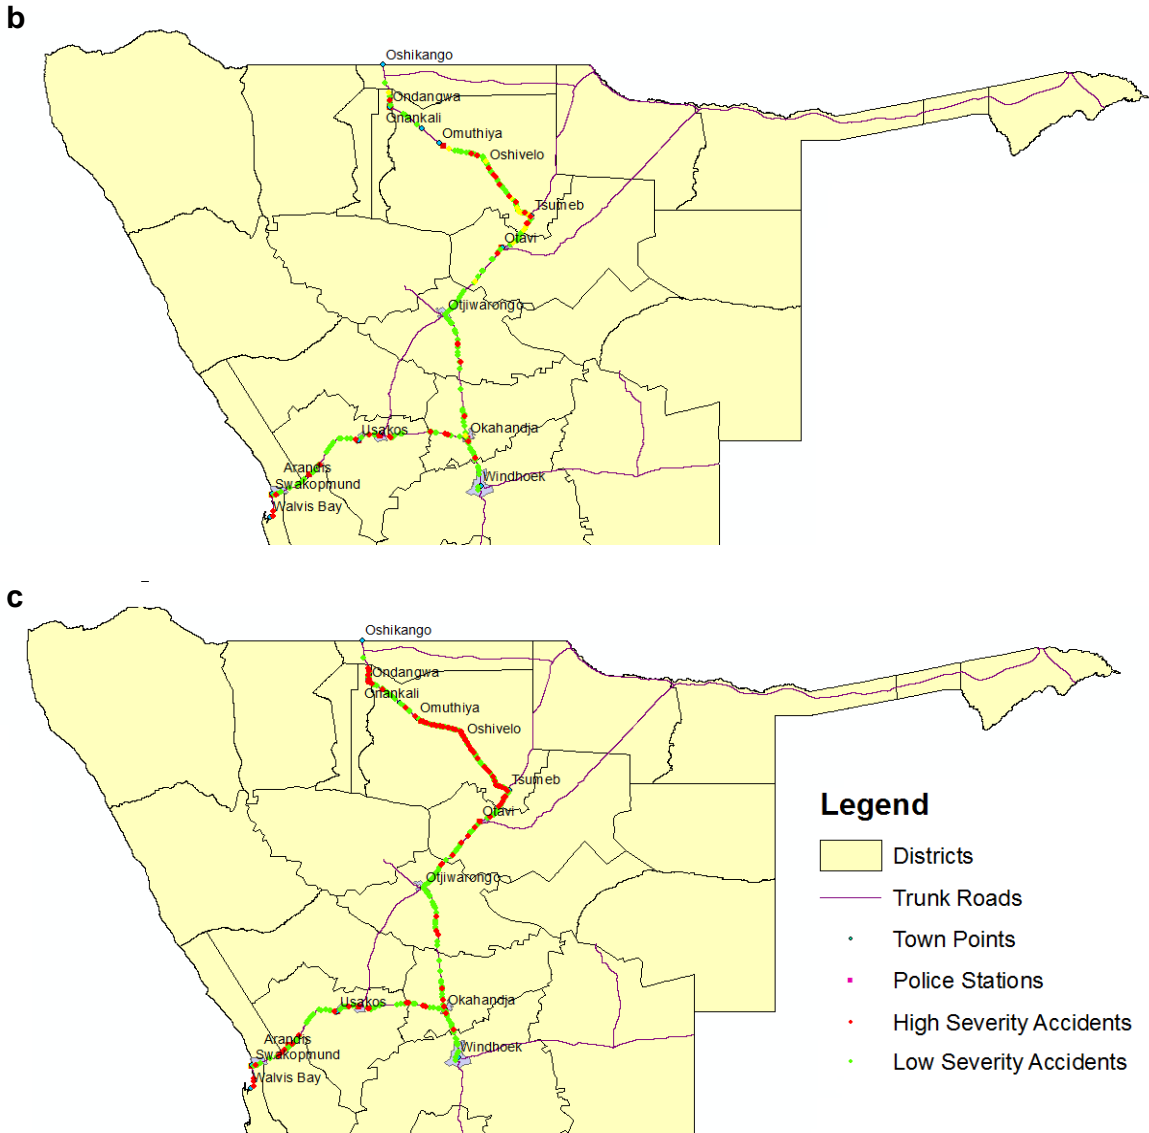 b
Oshikango
Ondangwa
Onankali
Omuthiya
Oshivelo
Tsumeb
Otavi
Otjiwarongo
Usakos
Okahandja
Arandis
Windhoek
Swakopmund
Walvis Bay
c
Oshikango
Ondangwa
Onankali
Omuthiya
Oshivelo
Tsumeb
Otavi
Otjiwarongo
Usakos
Okahandja
Arandis
Windhoek
Swakopmund
Walvis Bay
Legend
Districts
Trunk Roads
Town Points
Police Stations
High Severity Accidents
Low Severity Accidents